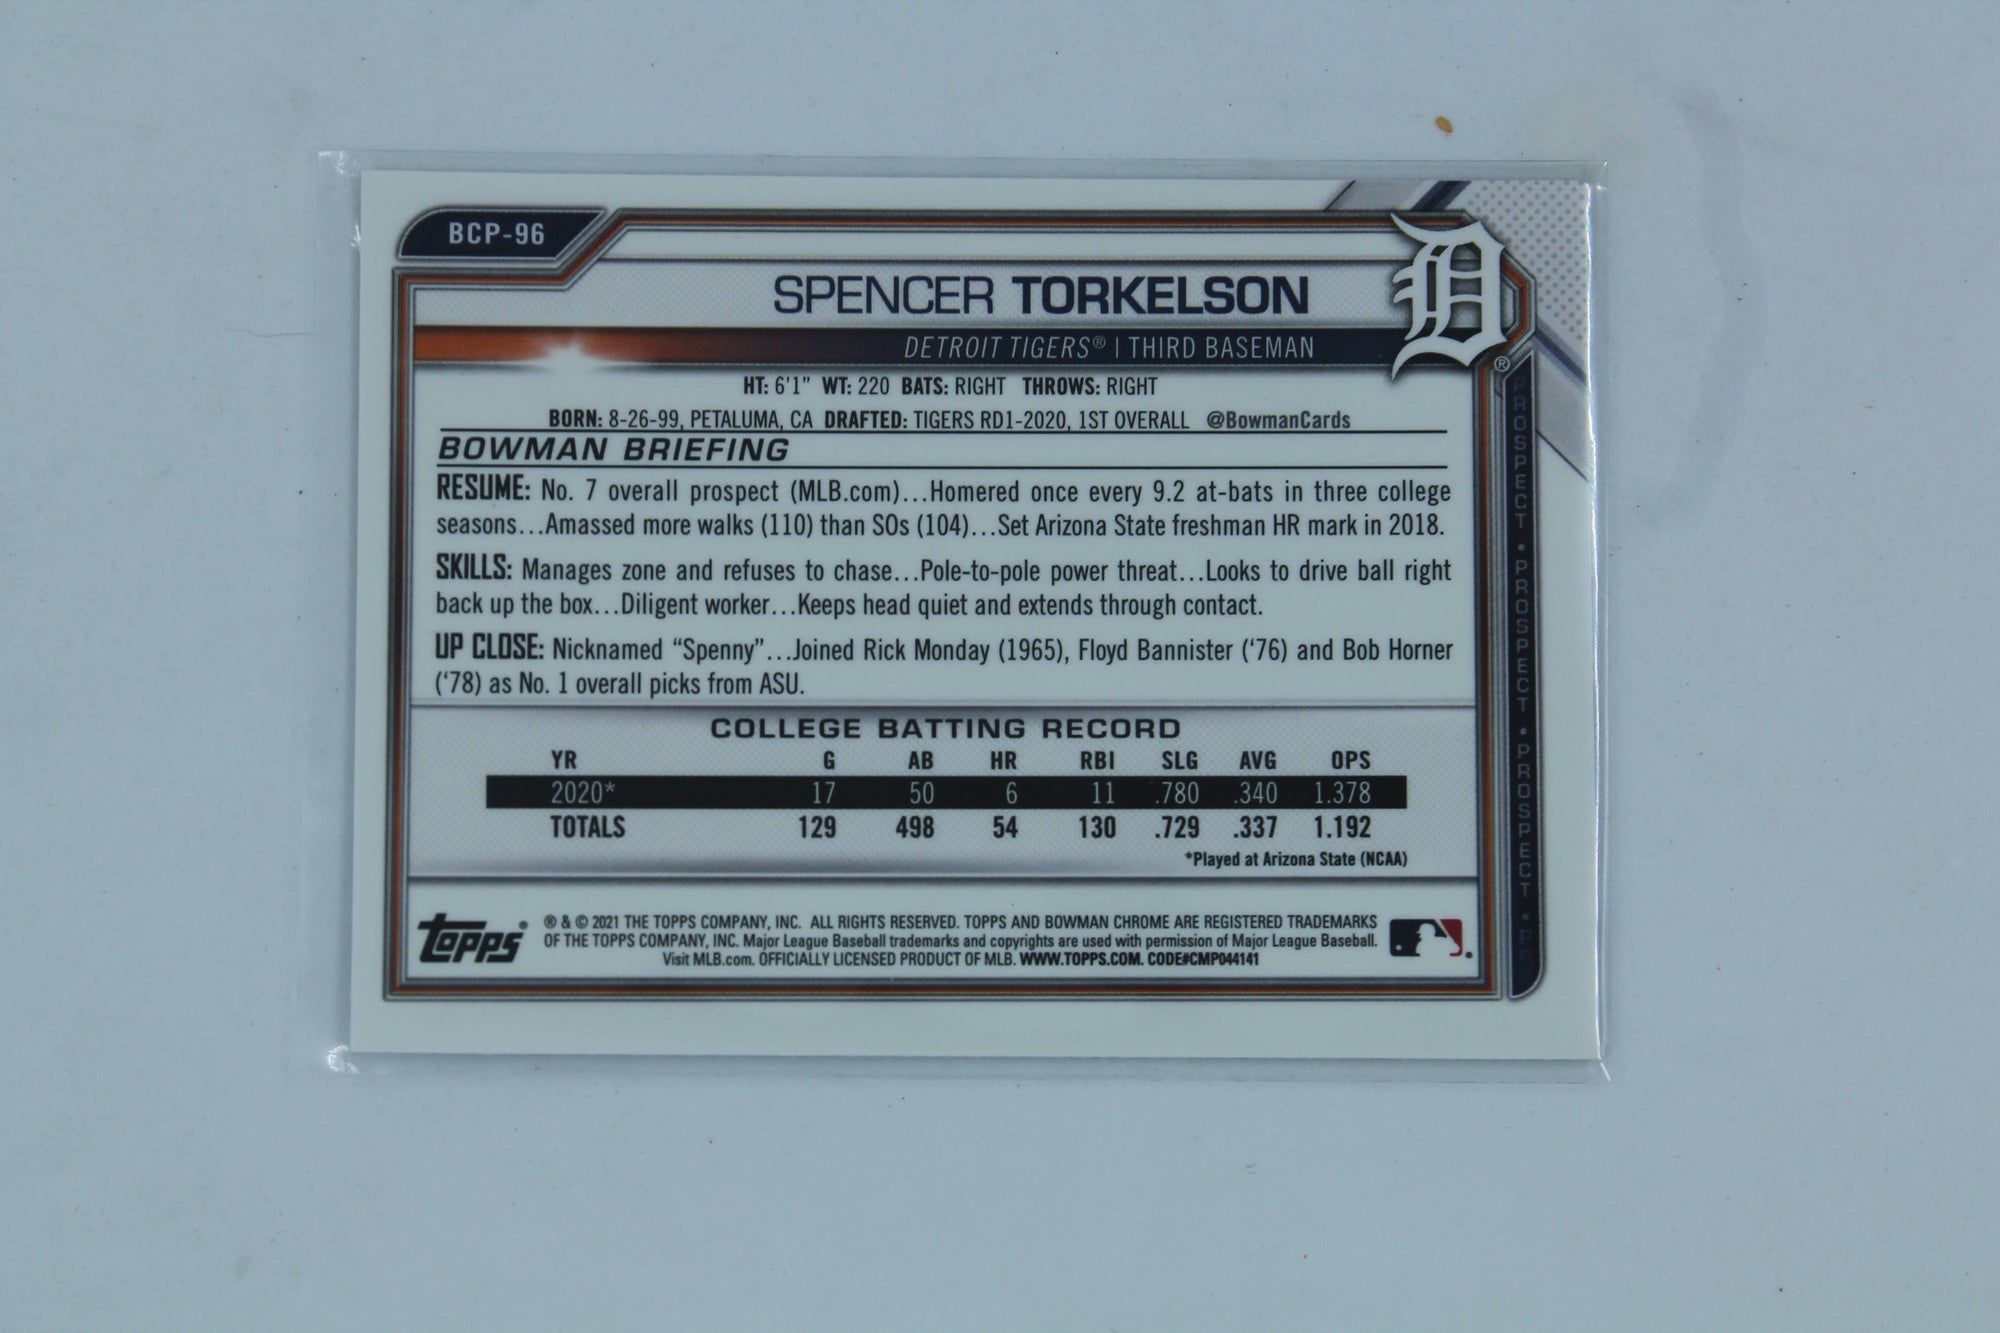 BCP-96
SPENCER TORKELSON
DETROIT TIGERS® | THIRD BASEMAN
HT: 6'1" WT: 220 BATS: RIGHT THROWS: RIGHT
BORN: 8-26-99, PETALUMA, CA DRAFTED: TIGERS RD1-2020, 1ST OVERALL @BowmanCards
BOWMAN BRIEFING
RESUME: No. 7 overall prospect (MLB.com)...Homered once every 9.2 at-bats in three college
seasons...Amassed more walks (110) than SOs (104)...Set Arizona State freshman HR mark in 2018.
SKILLS: Manages zone and refuses to chase...Pole-to-pole power threat...Looks to drive ball right
back up the box...Diligent worker...Keeps head quiet and extends through contact.
UP CLOSE: Nicknamed “Spenny”...Joined Rick Monday (1965), Floyd Bannister (‘76) and Bob Horner
(‘78) as No. 1 overall picks from ASU.
COLLEGE BATTING RECORD
YR G AB HR RBI SLG AVG OPS
2020* 17 50 6 11 .780 .340 1.378
TOTALS 129 498 54 130 .729 .337 1.192
*Played at Arizona State (NCAA)
topps®
® & © 2021 THE TOPPS COMPANY, INC. ALL RIGHTS RESERVED. TOPPS AND BOWMAN CHROME ARE REGISTERED TRADEMARKS
OF THE TOPPS COMPANY, INC. Major League Baseball trademarks and copyrights are used with permission of Major League Baseball.
Visit MLB.com. OFFICIALLY LICENSED PRODUCT OF MLB. WWW.TOPPS.COM. CODE#CMP044141
D®
PROSPECT • PROSPECT • PROSPECT • PR